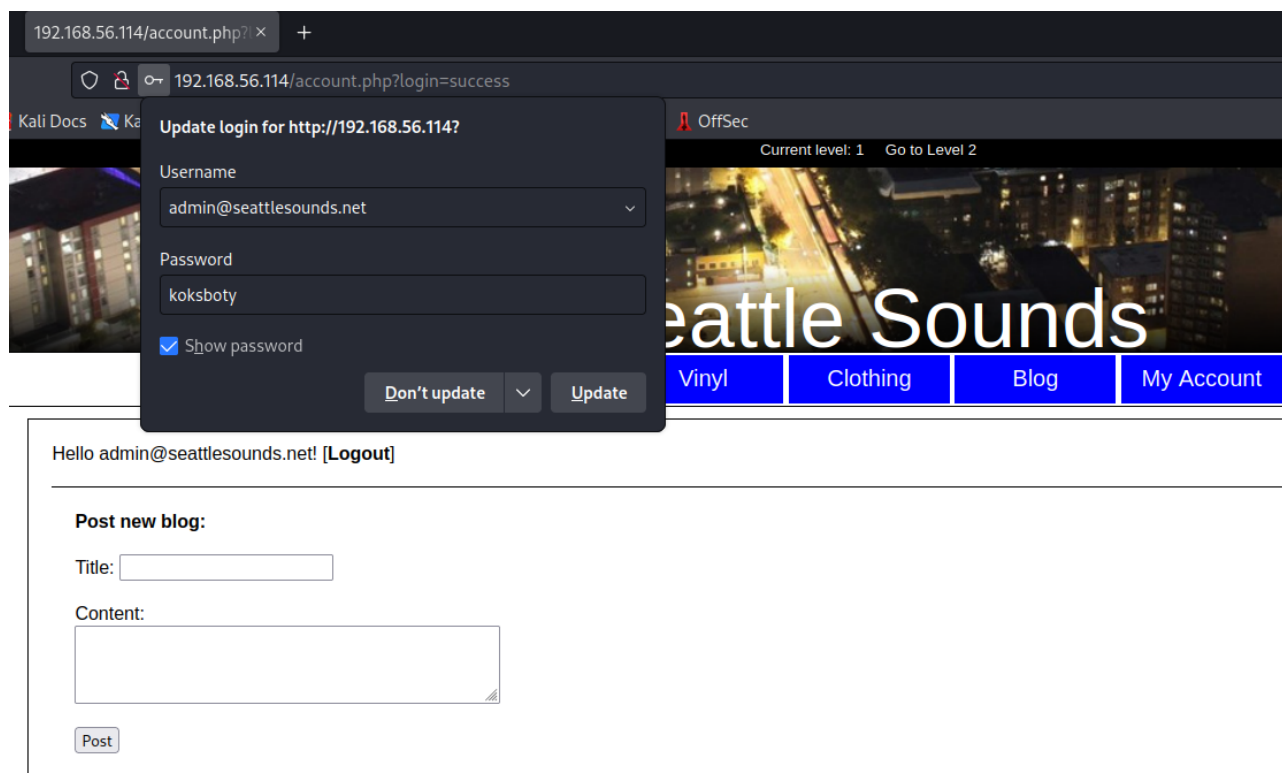 192.168.56.114/account.php?
192.168.56.114/account.php?login=success
Kali Docs
OffSec
Update login for http://192.168.56.114?
Username
admin@seattlesounds.net
Password
koksboty
Show password
Don't update
Update
Current level: 1 Go to Level 2
eattle Sounds
Vinyl Clothing Blog My Account
Hello admin@seattlesounds.net! [Logout]
Post new blog:
Title:
Content:
Post